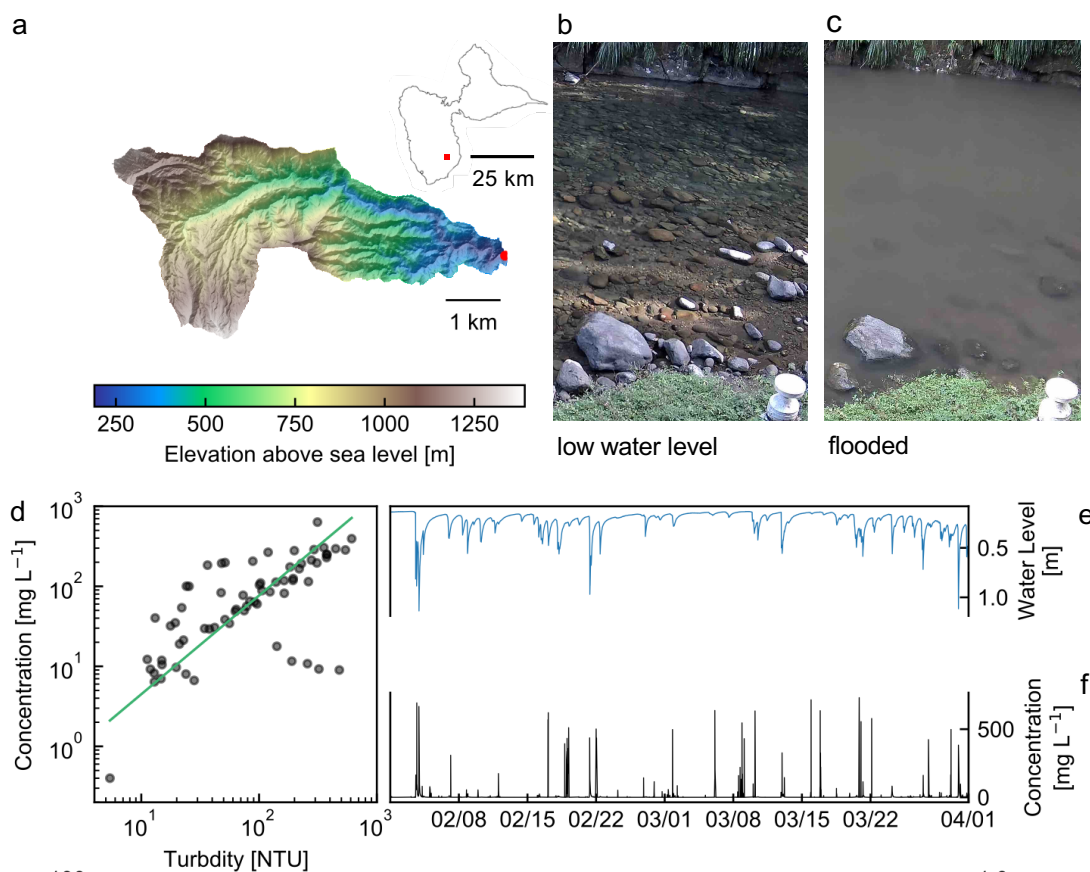 a
b
c
25 km
1 km
250 500 750 1000 1250
Elevation above sea level [m]
low water level
flooded
d
e
f
10³
10²
10¹
10⁰
Concentration [mg L⁻¹]
10¹ 10² 10³
Turbdity [NTU]
0.5
1.0
Water Level
[m]
500
0
Concentration
[mg L⁻¹]
02/08 02/15 02/22 03/01 03/08 03/15 03/22 04/01